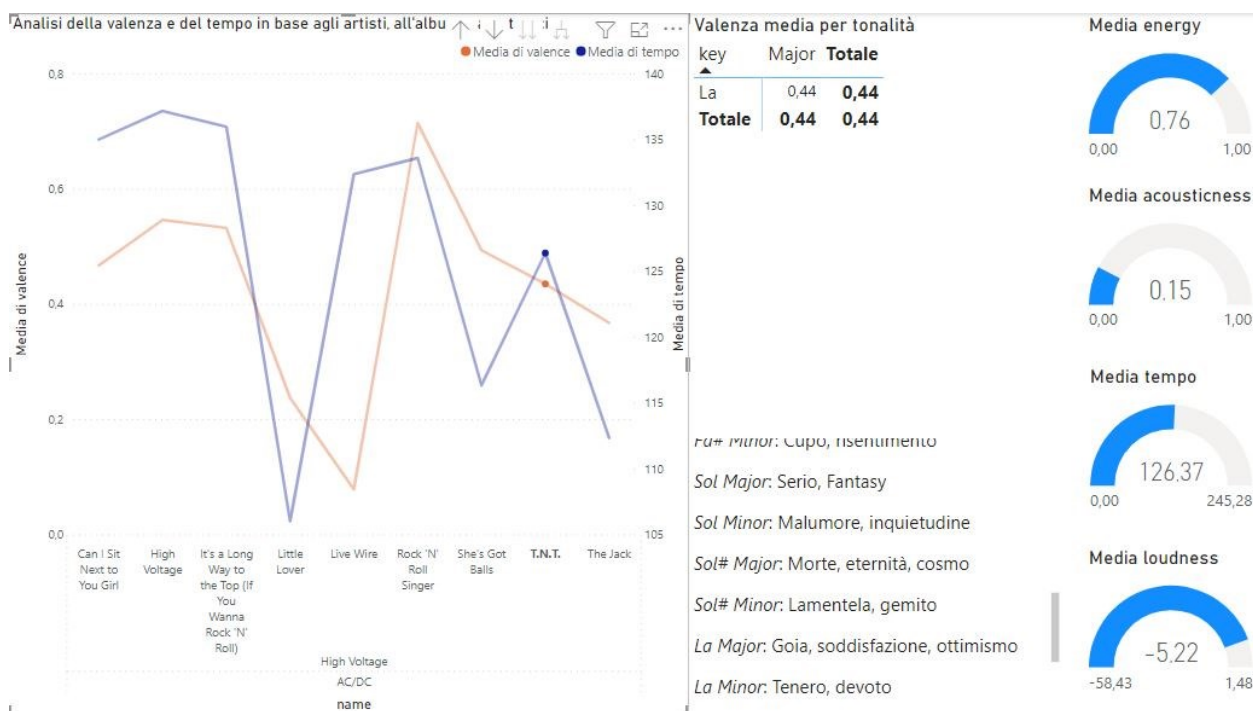 Analisi della valenza e del tempo in base agli artisti, all'albu
Media di valence Media di tempo
0,8
0,6
0,4
0,2
0,0
Media di valence
140
135
130
125
120
115
110
105
Media di tempo
Can I Sit
Next to
You Girl
High
Voltage
It's a Long
Way to
the Top (If
You
Wanna
Rock 'N'
Roll)
Little
Lover
Live Wire
Rock 'N'
Roll
Singer
She's Got
Balls
T.N.T.
The Jack
High Voltage
AC/DC
name
Valenza media per tonalità
key Major Totale
La 0,44 0,44
Totale 0,44 0,44
Fa# Minor: Cupo, risentimento
Sol Major: Serio, Fantasy
Sol Minor: Malumore, inquietudine
Sol# Major: Morte, eternità, cosmo
Sol# Minor: Lamentela, gemito
La Major: Goia, soddisfazione, ottimismo
La Minor: Tenero, devoto
Media energy
0,76
0,00 1,00
Media acousticness
0,15
0,00 1,00
Media tempo
126,37
0,00 245,28
Media loudness
-5,22
-58,43 1,48